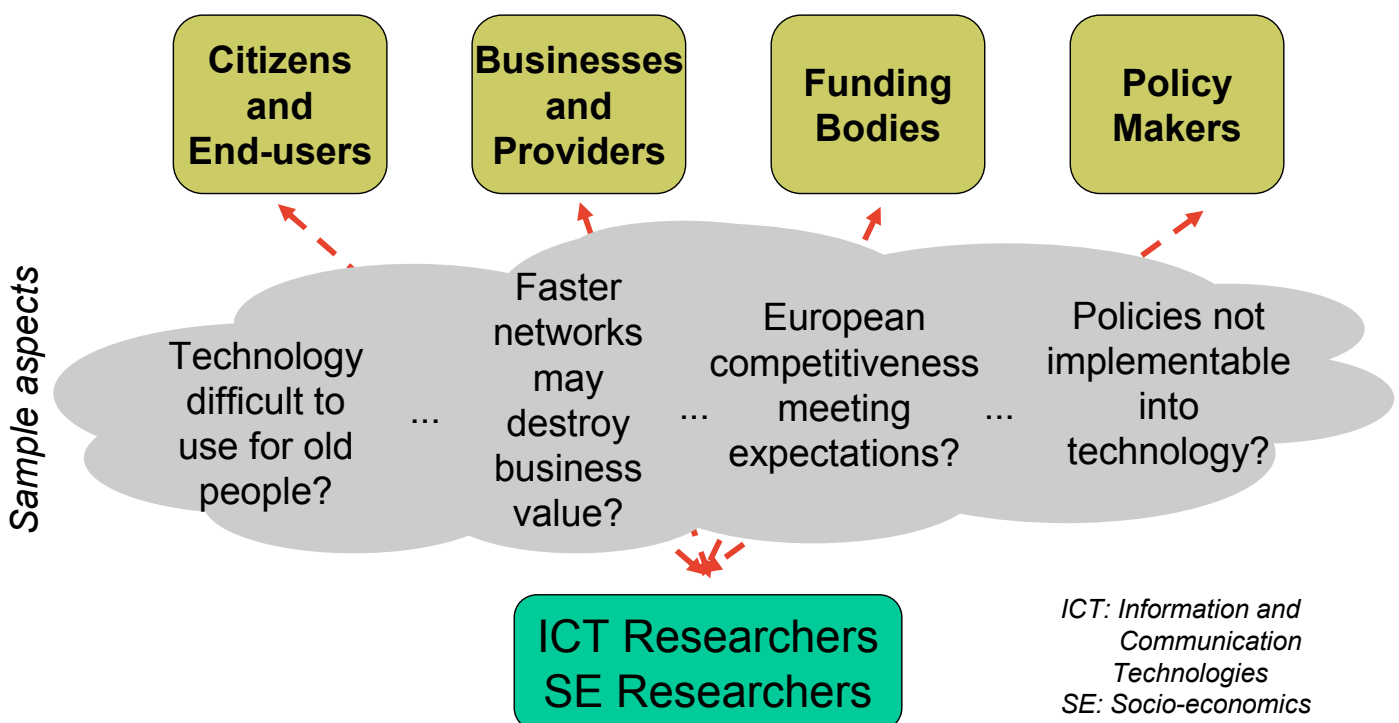 Citizens
and
End-users
Businesses
and
Providers
Funding
Bodies
Policy
Makers
Sample aspects
Technology
difficult to
use for old
people?
...
Faster
networks
may
destroy
business
value?
...
European
competitiveness
meeting
expectations?
...
Policies not
implementable
into
technology?
ICT Researchers
SE Researchers
ICT: Information and
Communication
Technologies
SE: Socio-economics